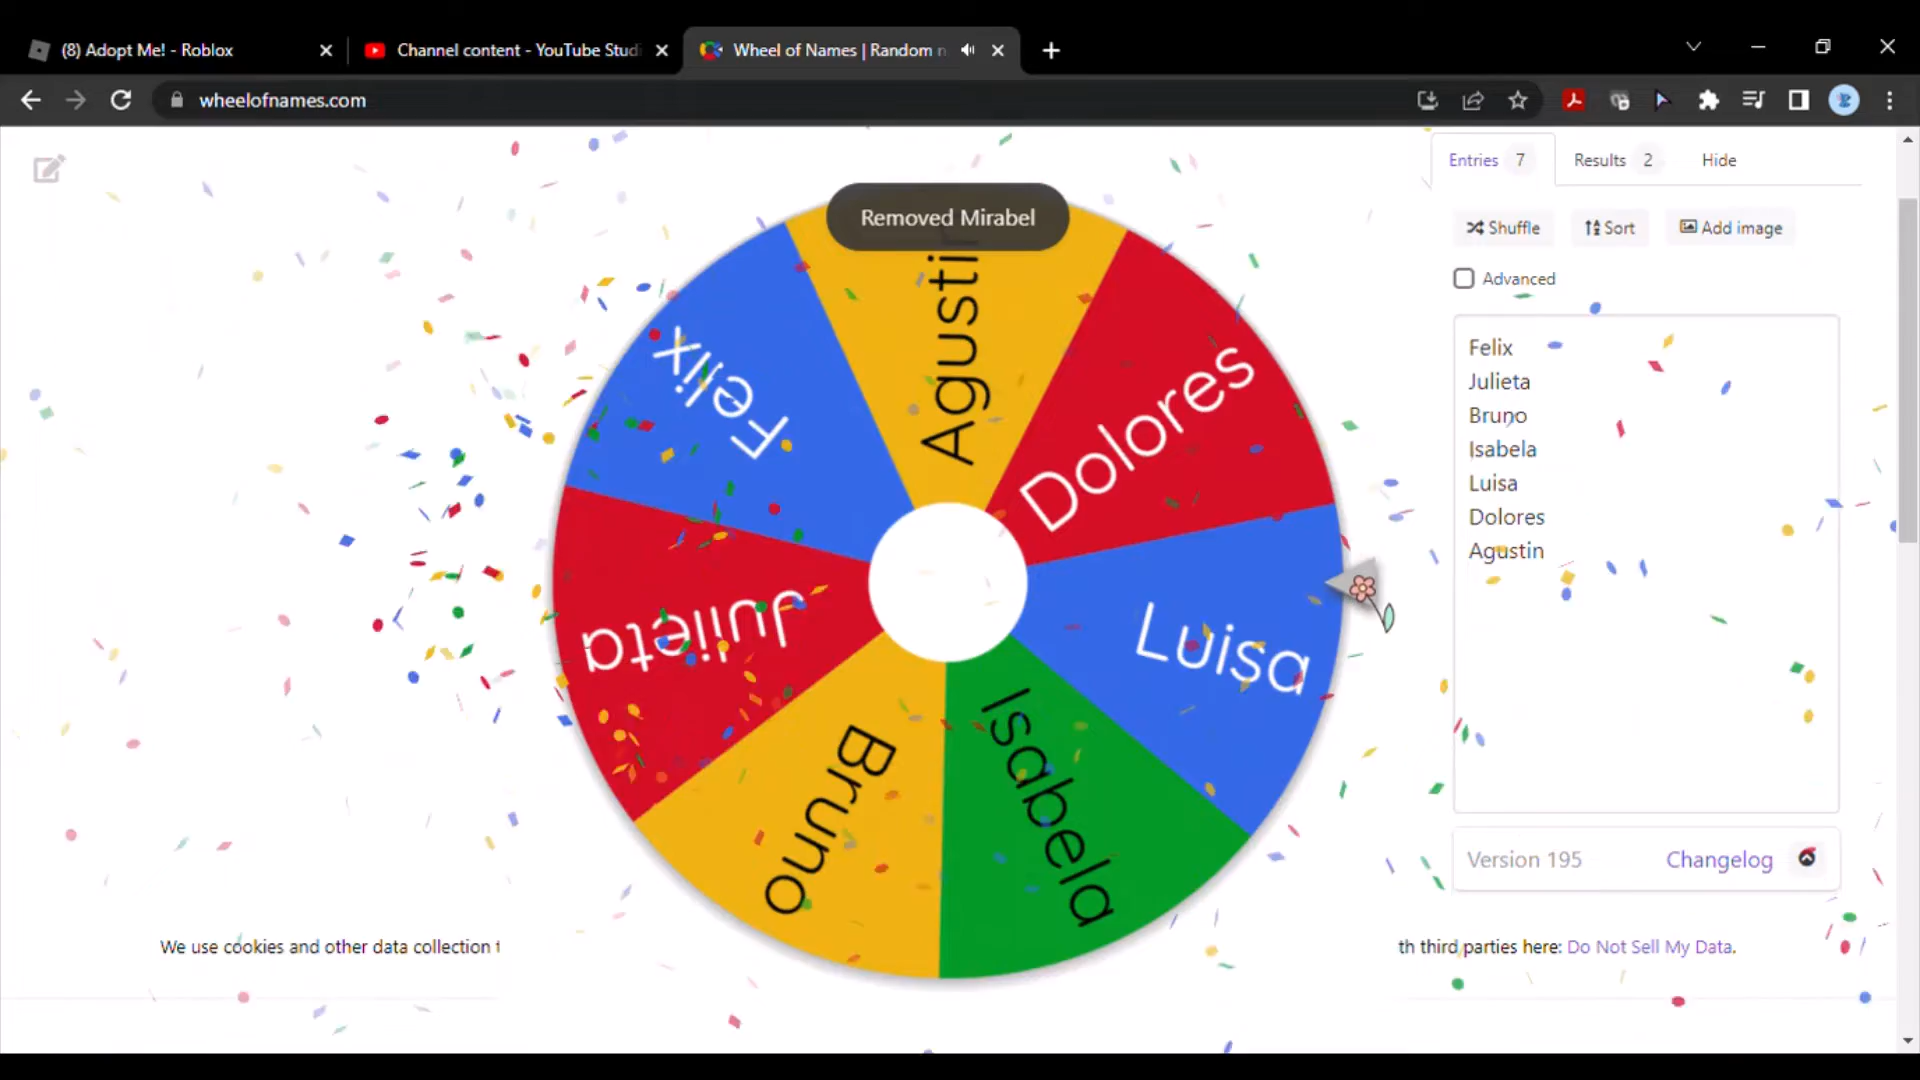 (8) Adopt Me! - Roblox
Channel content - YouTube Studi
Wheel of Names | Random n
wheelofnames.com
Entries 7
Results 2
Hide
Removed Mirabel
Shuffle
Sort
Add image
Advanced
Agustin
Dolores
Felix
Luisa
Julieta
Isabela
Bruno
Felix
Julieta
Bruno
Isabela
Luisa
Dolores
Agustin
Version 195
Changelog
We use cookies and other data collection t
th third parties here: Do Not Sell My Data.